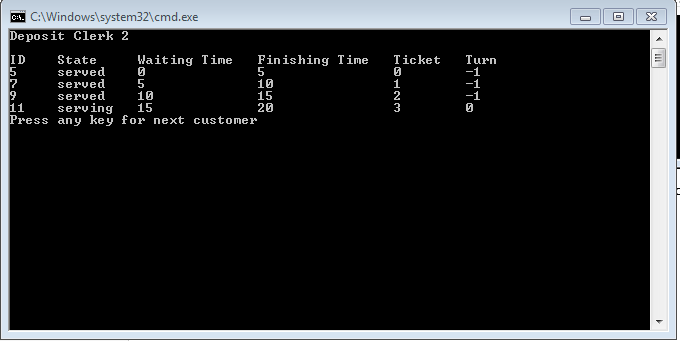 C:\Windows\system32\cmd.exe
Deposit Clerk 2
ID State Waiting Time Finishing Time Ticket Turn
5 served 0 5 0 -1
7 served 5 10 1 -1
9 served 10 15 2 -1
11 serving 15 20 3 0
Press any key for next customer